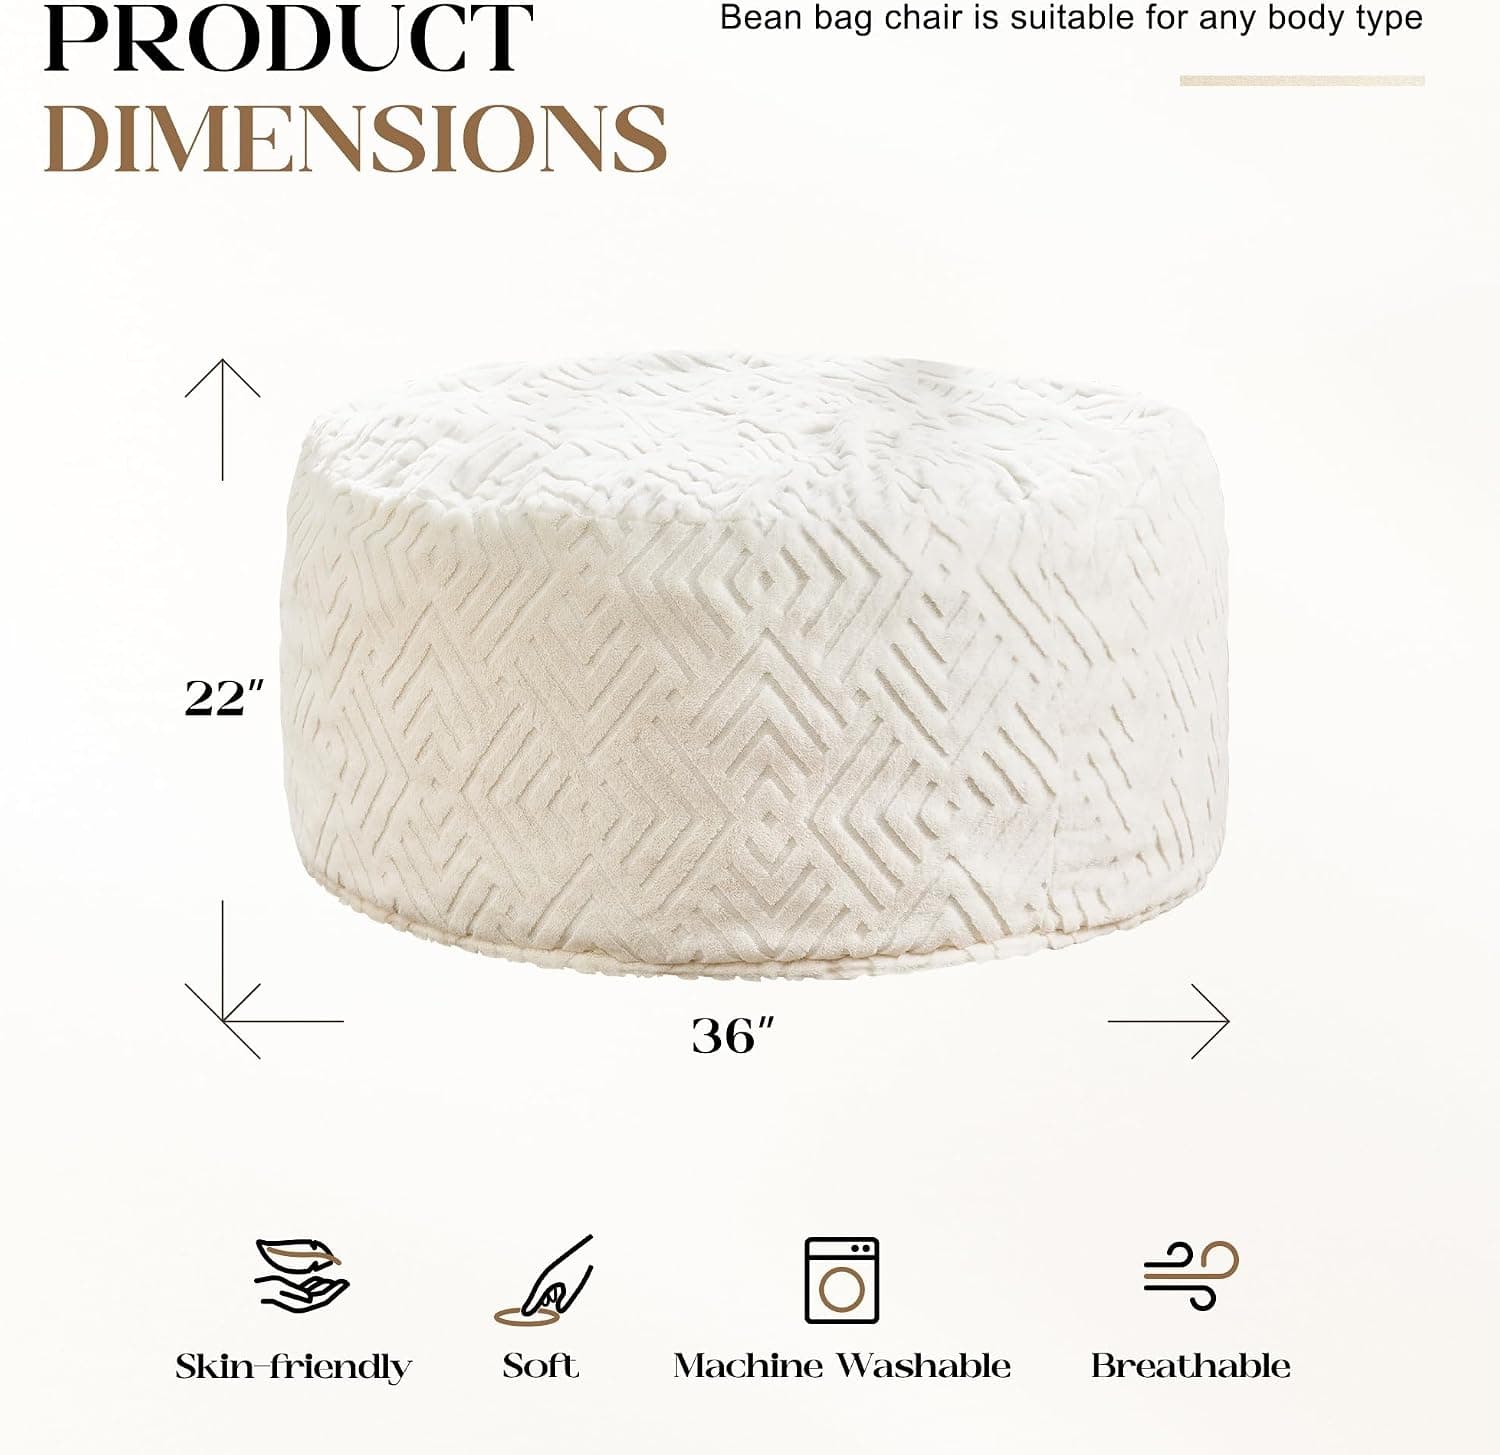 PRODUCT
DIMENSIONS
Bean bag chair is suitable for any body type
22"
36"
Skin-friendly
Soft
Machine Washable
Breathable